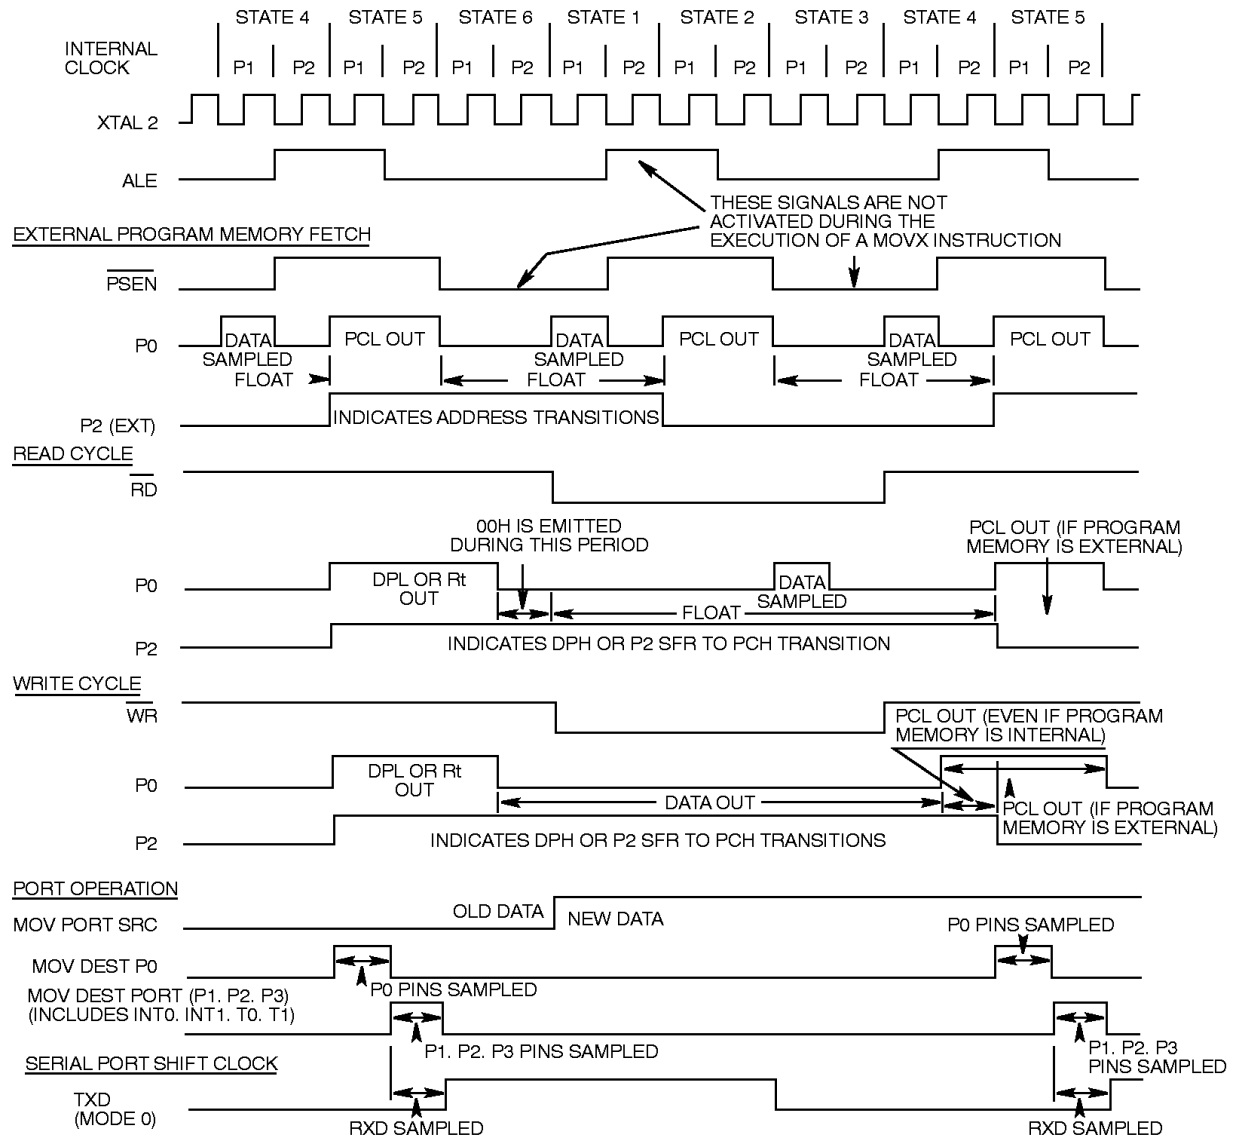 STATE 4 STATE 5 STATE 6 STATE 1 STATE 2 STATE 3 STATE 4 STATE 5
INTERNAL
CLOCK
P1 P2 P1 P2 P1 P2 P1 P2 P1 P2 P1 P2 P1 P2 P1 P2
XTAL 2
ALE
THESE SIGNALS ARE NOT
ACTIVATED DURING THE
EXECUTION OF A MOVX INSTRUCTION
EXTERNAL PROGRAM MEMORY FETCH
PSEN
P0
DATA PCL OUT DATA PCL OUT DATA PCL OUT
SAMPLED SAMPLED SAMPLED
FLOAT FLOAT FLOAT
P2 (EXT)
INDICATES ADDRESS TRANSITIONS
READ CYCLE
RD
00H IS EMITTED
DURING THIS PERIOD
PCL OUT (IF PROGRAM
MEMORY IS EXTERNAL)
P0
DPL OR Rt
OUT
DATA
SAMPLED
FLOAT
P2
INDICATES DPH OR P2 SFR TO PCH TRANSITION
WRITE CYCLE
WR
PCL OUT (EVEN IF PROGRAM
MEMORY IS INTERNAL)
P0
DPL OR Rt
OUT
DATA OUT
PCL OUT (IF PROGRAM
MEMORY IS EXTERNAL)
P2
INDICATES DPH OR P2 SFR TO PCH TRANSITIONS
PORT OPERATION
MOV PORT SRC
OLD DATA NEW DATA
P0 PINS SAMPLED
MOV DEST P0
P0 PINS SAMPLED
MOV DEST PORT (P1. P2. P3)
(INCLUDES INT0. INT1. T0. T1)
P1. P2. P3 PINS SAMPLED
P1. P2. P3
PINS SAMPLED
SERIAL PORT SHIFT CLOCK
TXD
(MODE 0)
RXD SAMPLED RXD SAMPLED